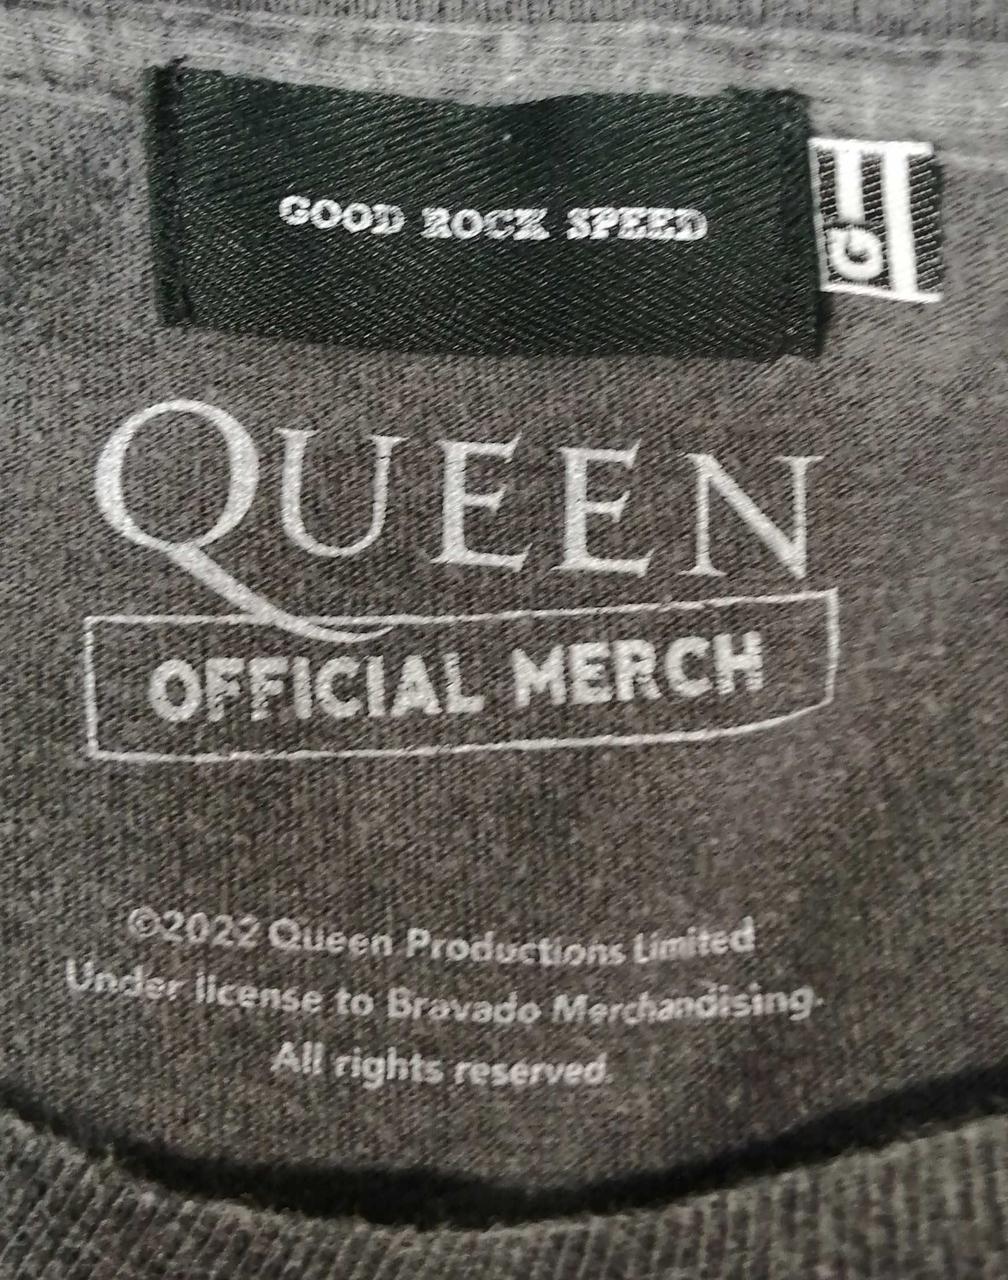 GOOD ROCK SPEED
QUEEN
OFFICIAL MERCH
©2022 Queen Productions Limited
Under license to Bravado Merchandising.
All rights reserved.